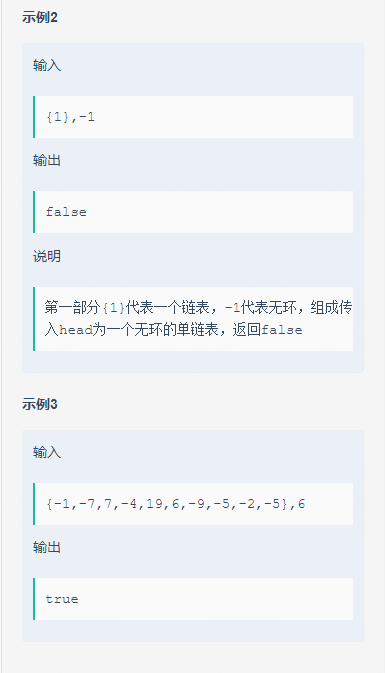 示例2
输入
{1},-1
输出
false
说明
第一部分{1}代表一个链表，-1代表无环，组成传
入head为一个无环的单链表，返回false
示例3
输入
{-1,-7,7,-4,19,6,-9,-5,-2,-5},6
输出
true